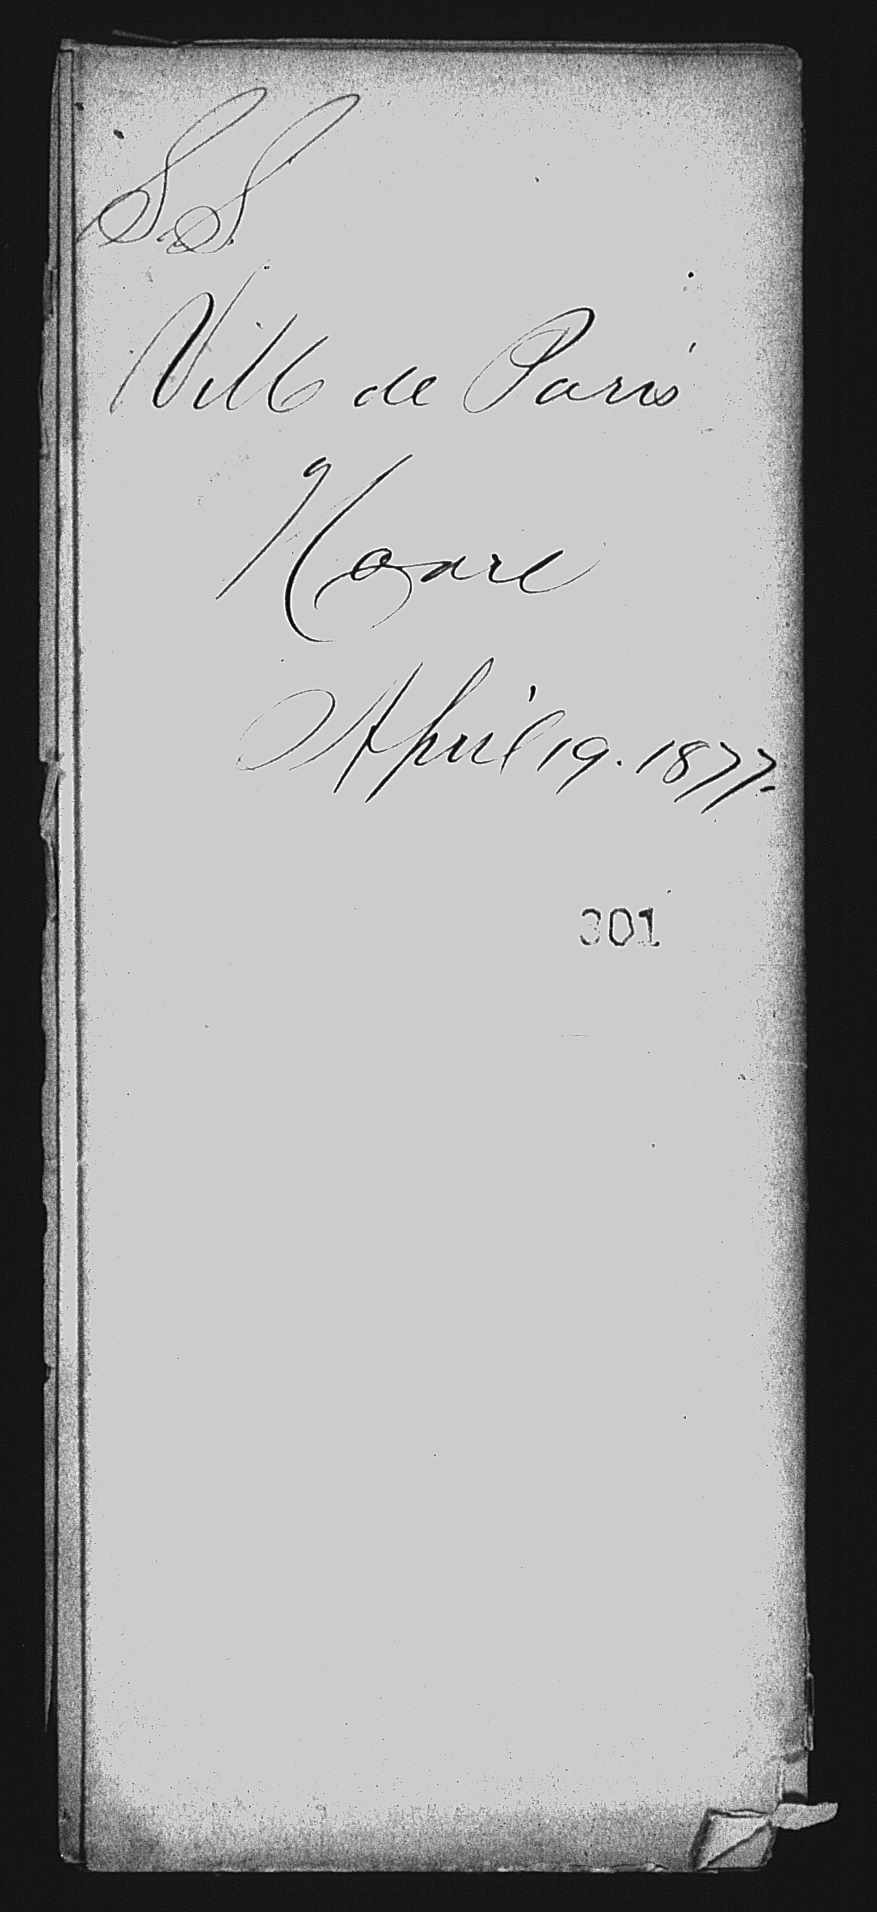 S.S.
Ville de Paris
Havre
April 19. 1877.
301